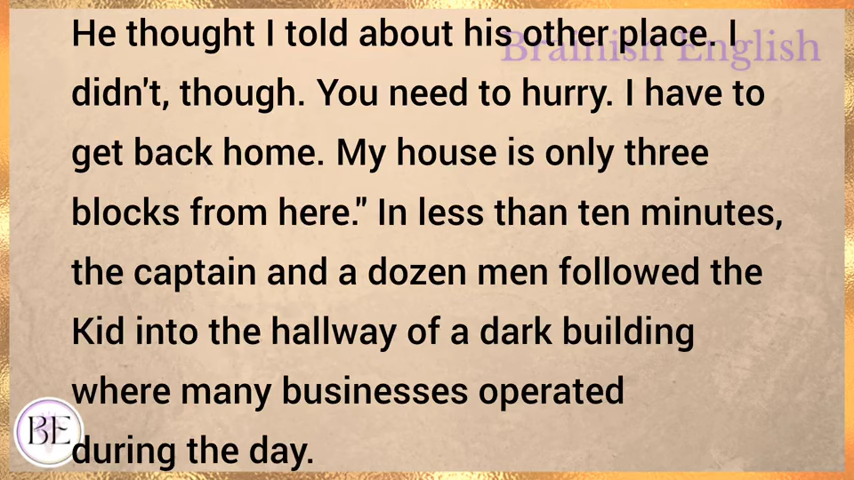 Brainish English
He thought I told about his other place. I
didn't, though. You need to hurry. I have to
get back home. My house is only three
blocks from here." In less than ten minutes,
the captain and a dozen men followed the
Kid into the hallway of a dark building
where many businesses operated
during the day.
BE